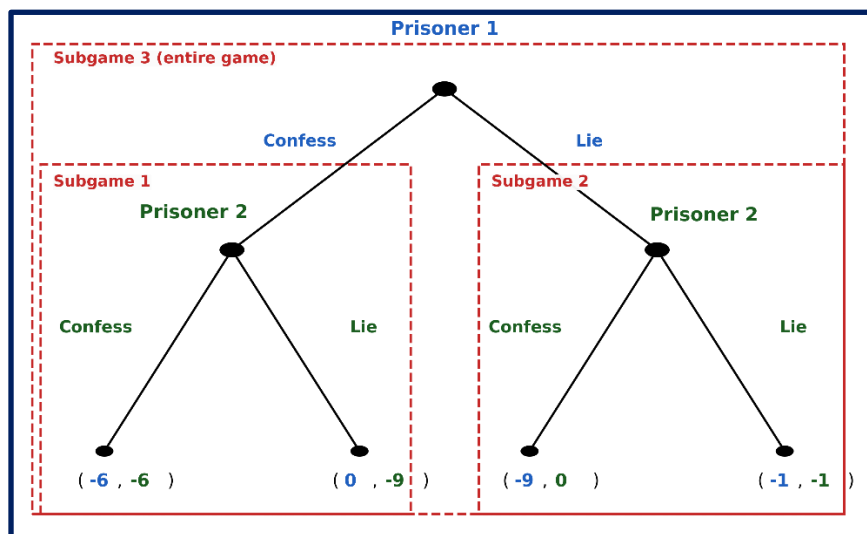 Prisoner 1
Subgame 3 (entire game)
Confess
Lie
Subgame 1
Subgame 2
Prisoner 2
Prisoner 2
Confess
Lie
Confess
Lie
( -6 , -6 )
( 0 , -9 )
( -9 , 0 )
( -1 , -1 )